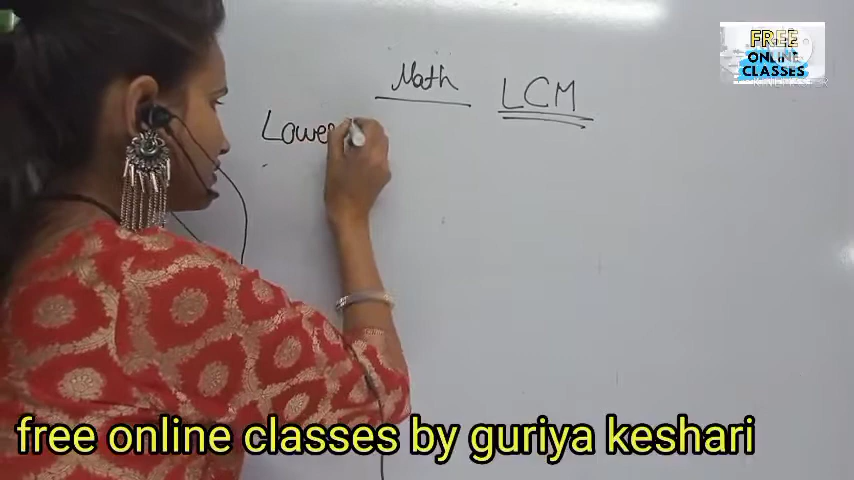 FREE
ONLINE
CLASSES
Math LCM
Lowe
free online classes by guriya keshari